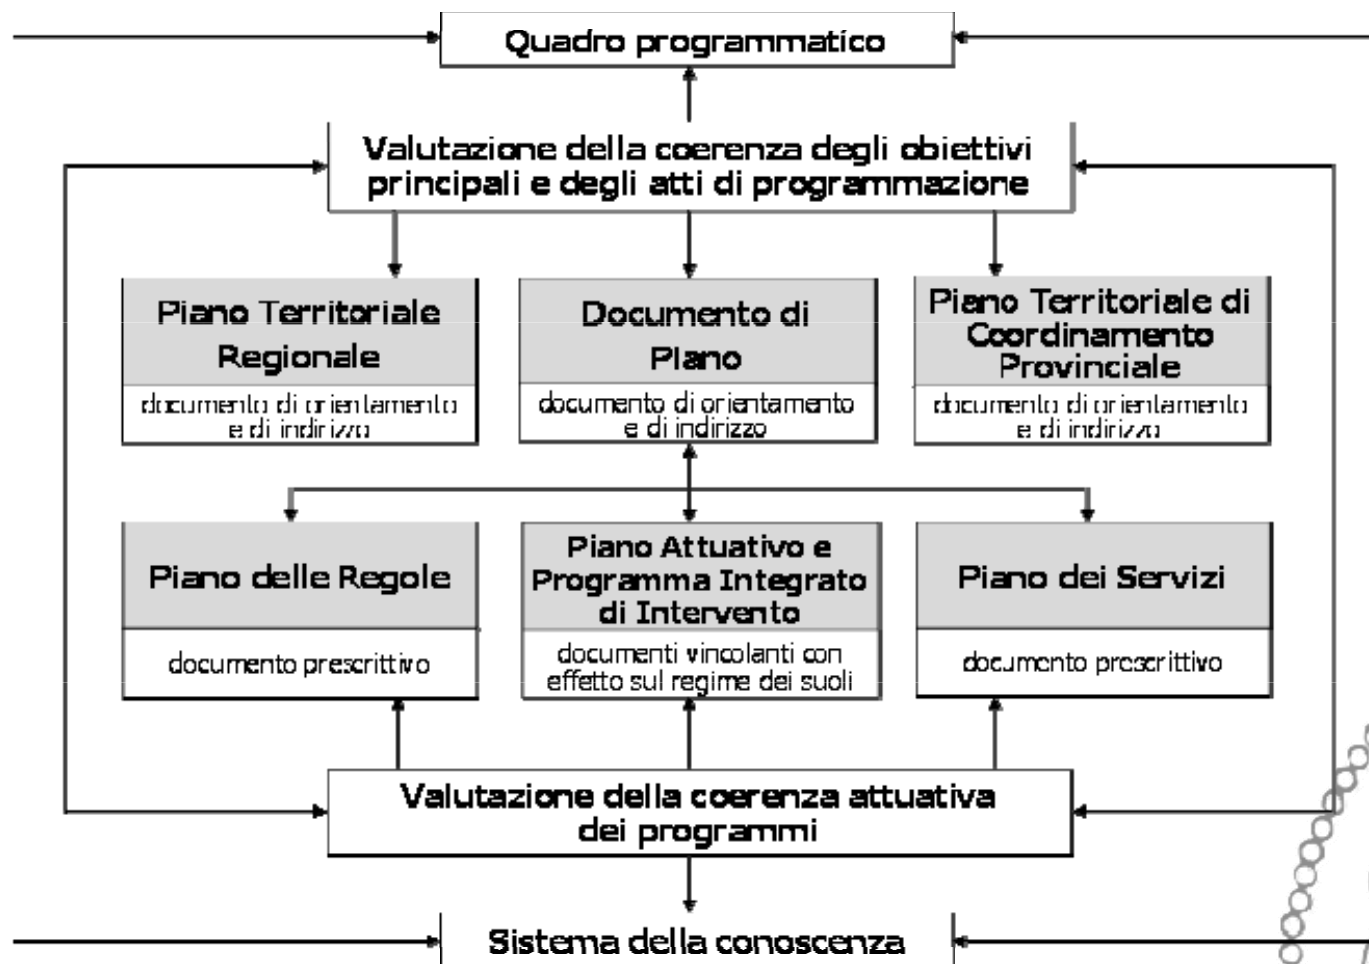 Quadro programmatico
Valutazione della coerenza degli obiettivi
principali e degli atti di programmazione
Piano Territoriale
Regionale
documento di orientamento
e di indirizzo
Documento di
Piano
documento di orientamento
e di indirizzo
Piano Territoriale di
Coordinamento
Provinciale
documento di orientamento
e di indirizzo
Piano delle Regole
documento prescrittivo
Piano Attuativo e
Programma Integrato
di Intervento
documenti vincolanti con
effetto sul regime dei suoli
Piano dei Servizi
documento prescrittivo
Valutazione della coerenza attuativa
dei programmi
Sistema della conoscenza